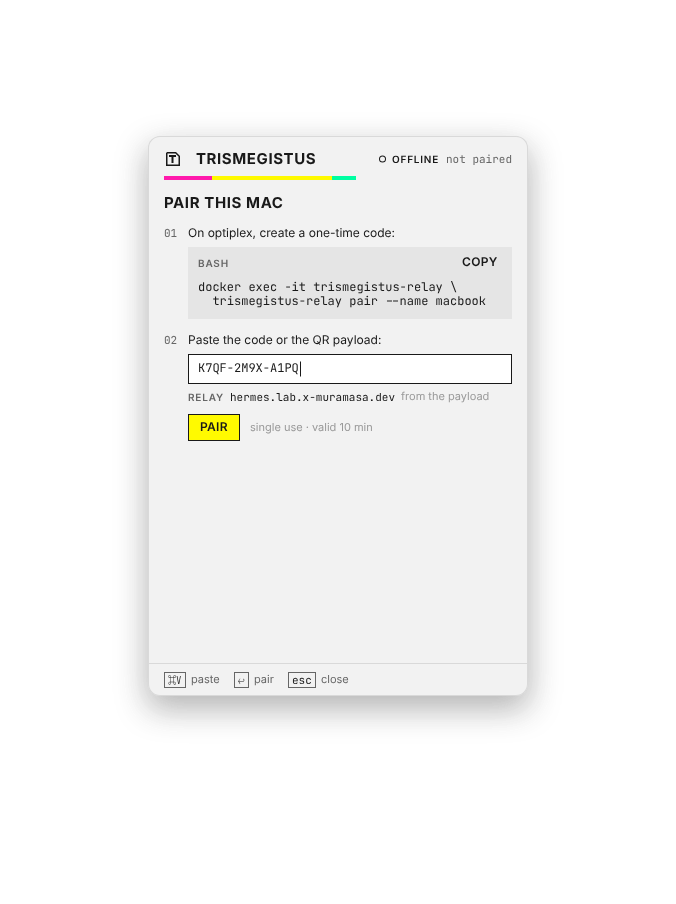 TRISMEGISTUS
OFFLINE not paired
PAIR THIS MAC
01 On optiplex, create a one-time code:
BASH COPY
docker exec -it trismegistus-relay \
trismegistus-relay pair --name macbook
02 Paste the code or the QR payload:
K7QF-2M9X-A1PQ
RELAY hermes.lab.x-muramasa.dev from the payload
PAIR single use · valid 10 min
⌘V paste ↩ pair esc close